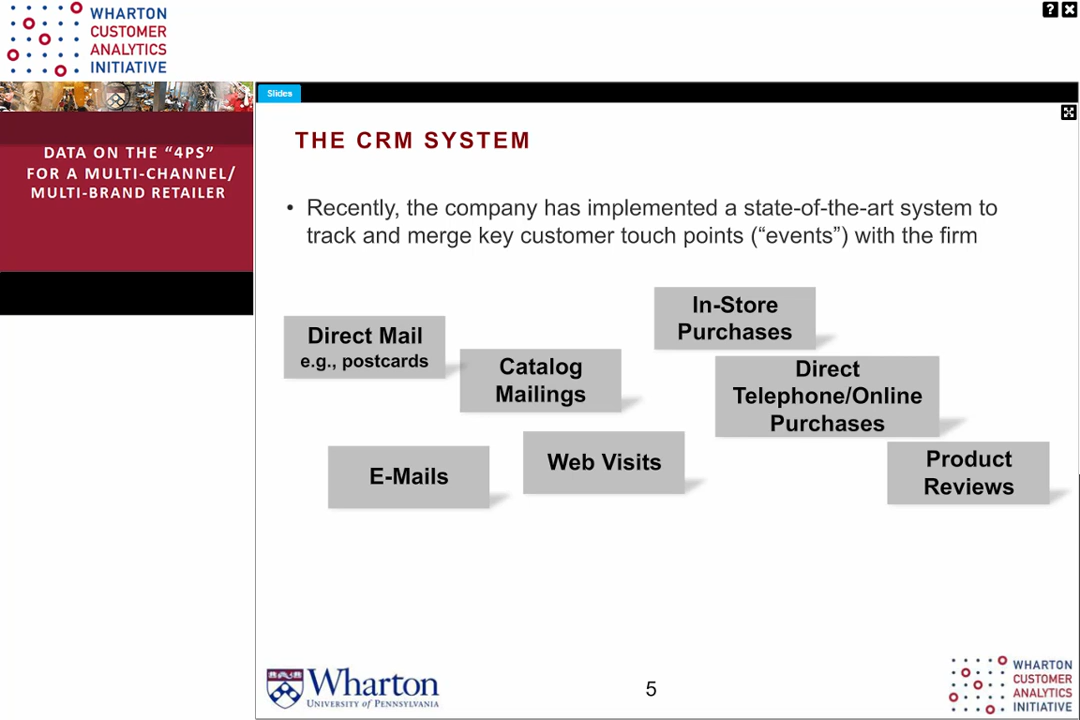 WHARTON
CUSTOMER
ANALYTICS
INITIATIVE
?
Slides
DATA ON THE “4PS”
FOR A MULTI-CHANNEL/
MULTI-BRAND RETAILER
THE CRM SYSTEM
• Recently, the company has implemented a state-of-the-art system to
track and merge key customer touch points (“events”) with the firm
In-Store
Purchases
Direct Mail
e.g., postcards
Catalog
Mailings
Direct
Telephone/Online
Purchases
E-Mails
Web Visits
Product
Reviews
Wharton
UNIVERSITY of PENNSYLVANIA
5
WHARTON
CUSTOMER
ANALYTICS
INITIATIVE